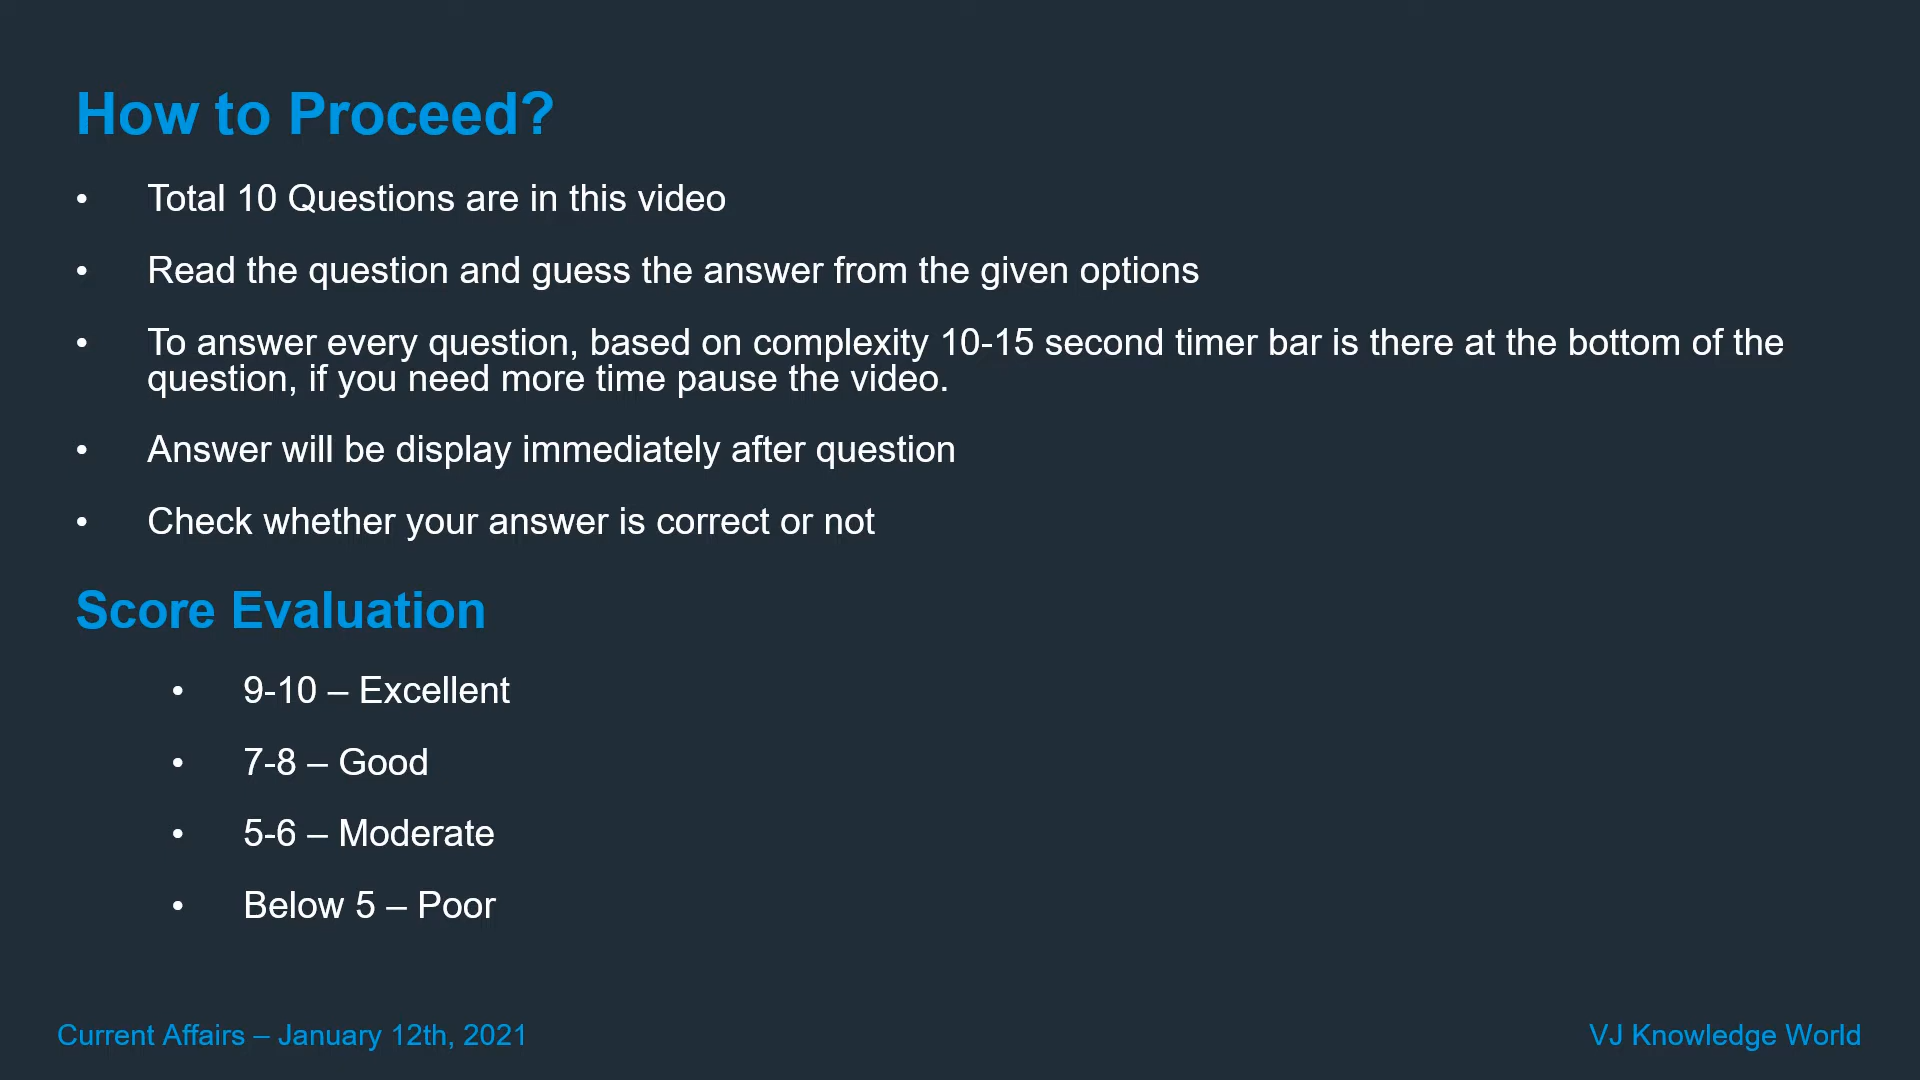 How to Proceed?
• Total 10 Questions are in this video
• Read the question and guess the answer from the given options
• To answer every question, based on complexity 10-15 second timer bar is there at the bottom of the
question, if you need more time pause the video.
• Answer will be display immediately after question
• Check whether your answer is correct or not
Score Evaluation
• 9-10 – Excellent
• 7-8 – Good
• 5-6 – Moderate
• Below 5 – Poor
Current Affairs – January 12th, 2021
VJ Knowledge World